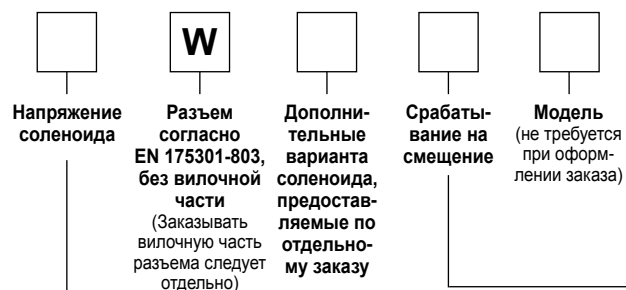 W
Напряжение
соленоида
Разъем
согласно
EN 175301-803,
без вилочной
части
(Заказывать
вилочную часть
разъема следует
отдельно)
Дополни-
тельные
варианта
соленоида,
предостав-
ляемые по
отдельно-
му заказу
Срабаты-
вание на
смещение
Модель
(не требуется
при оформ-
лении заказа)